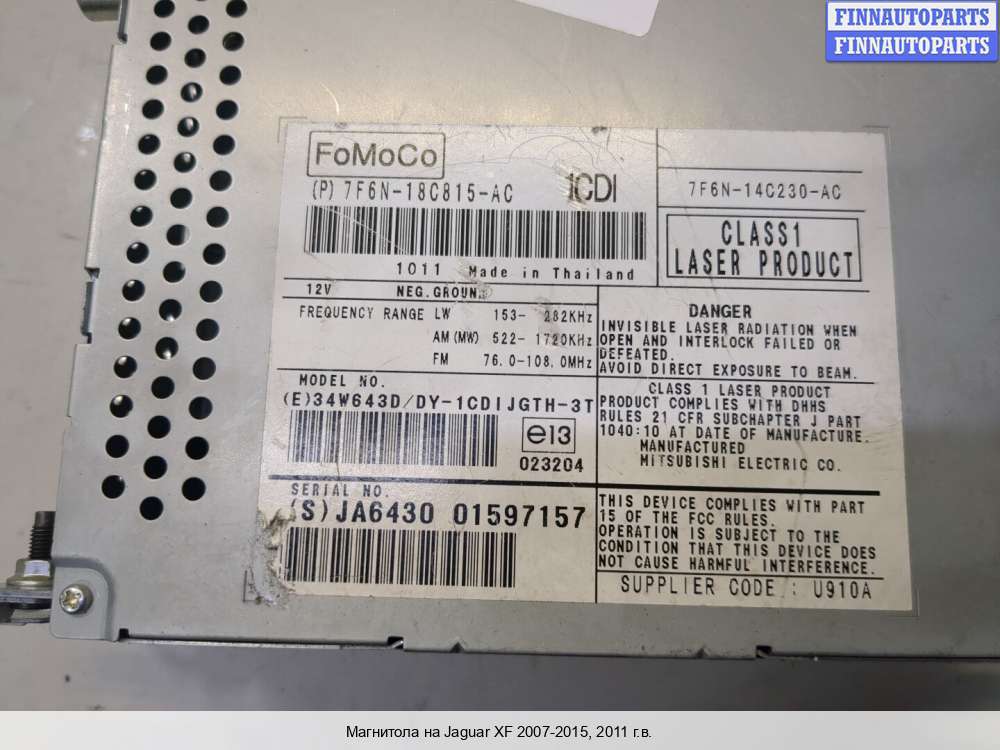 FINNAUTOPARTS
FINNAUTOPARTS
FoMoCo
(P) 7F6N-18C815-AC
1CDI
7F6N-14C230-AC
1011 Made in Thailand
CLASS1
LASER PRODUCT
12V NEG.GROUND
FREQUENCY RANGE LW 153- 282KHz
AM(MW) 522- 1720KHz
FM 76.0-108.0MHz
DANGER
INVISIBLE LASER RADIATION WHEN
OPEN AND INTERLOCK FAILED OR
DEFEATED.
AVOID DIRECT EXPOSURE TO BEAM.
MODEL NO.
(E)34W643D/DY-1CDIJGTH-3T
e13
023204
CLASS 1 LASER PRODUCT
PRODUCT COMPLIES WITH DHHS
RULES 21 CFR SUBCHAPTER J PART
1040:10 AT DATE OF MANUFACTURE.
MANUFACTURED
MITSUBISHI ELECTRIC CO.
SERIAL NO.
(S)JA6430 01597157
THIS DEVICE COMPLIES WITH PART
15 OF THE FCC RULES.
OPERATION IS SUBJECT TO THE
CONDITION THAT THIS DEVICE DOES
NOT CAUSE HARMFUL INTERFERENCE.
SUPPLIER CODE : U910A
Магнитола на Jaguar XF 2007-2015, 2011 г.в.